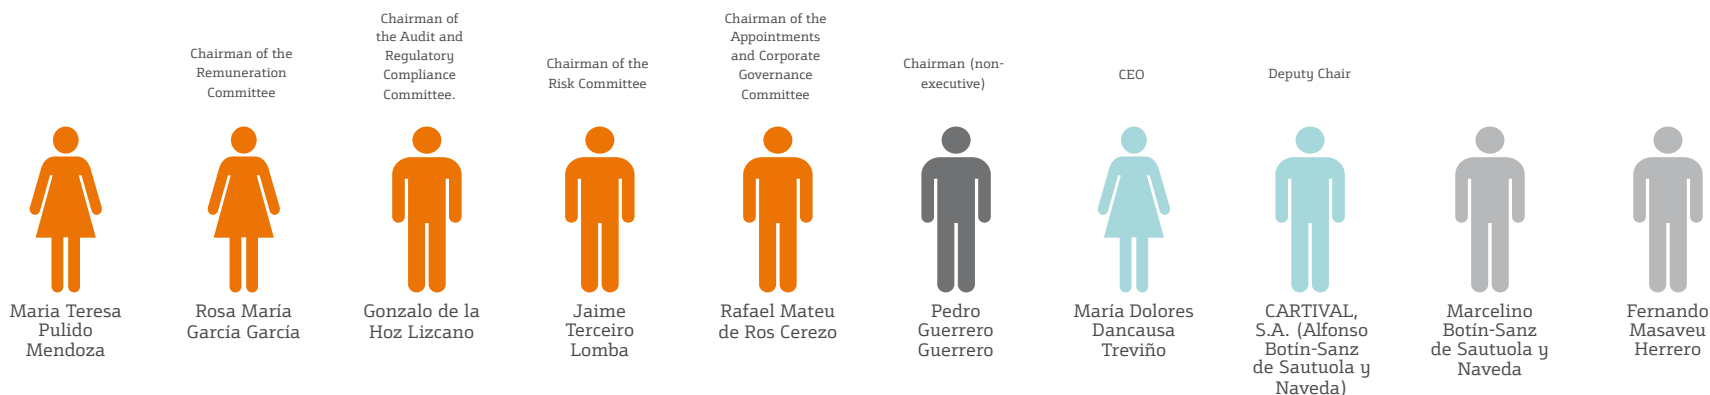 Chairman of the
Remuneration
Committee
Chairman of
the Audit and
Regulatory
Compliance
Committee.
Chairman of the
Risk Committee
Chairman of the
Appointments
and Corporate
Governance
Committee
Chairman (non-
executive)
CEO
Deputy Chair
Maria Teresa
Pulido
Mendoza
Rosa María
García García
Gonzalo de la
Hoz Lizcano
Jaime
Terceiro
Lomba
Rafael Mateu
de Ros Cerezo
Pedro
Guerrero
Guerrero
María Dolores
Dancausa
Treviño
CARTIVAL,
S.A. (Alfonso
Botín-Sanz
de Sautuola y
Naveda)
Marcelino
Botín-Sanz
de Sautuola y
Naveda
Fernando
Masaveu
Herrero